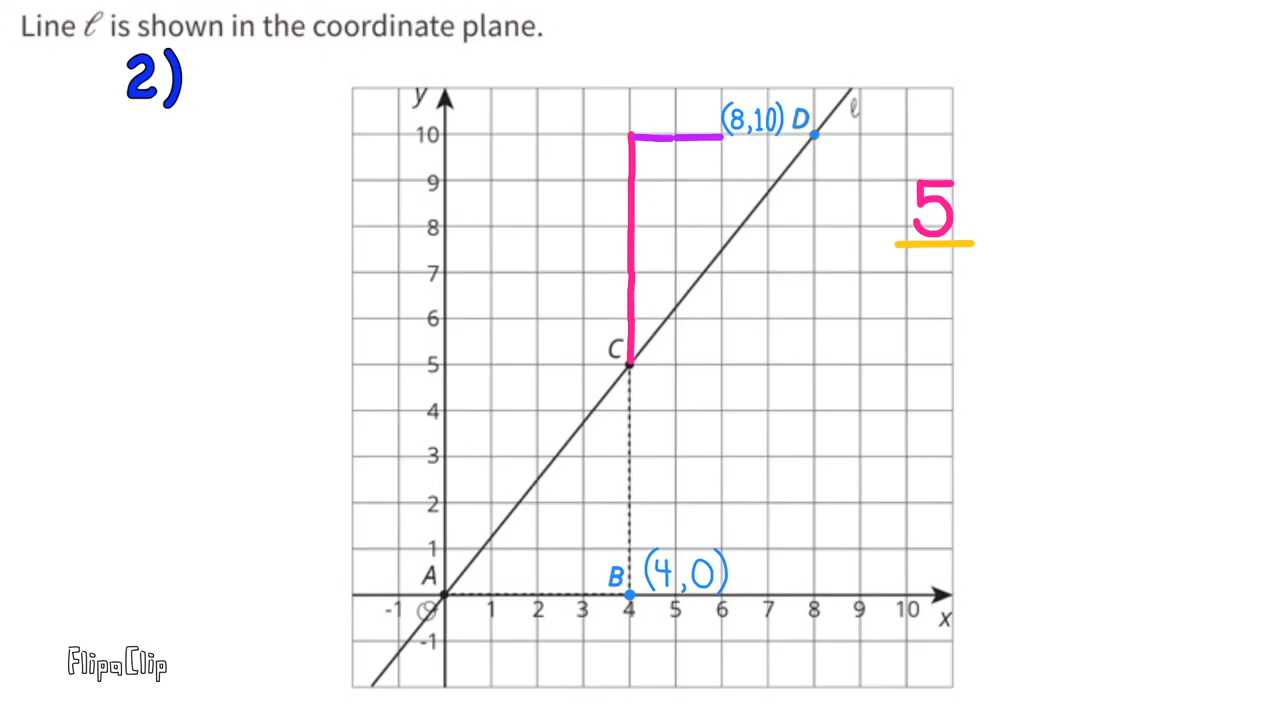 Line ℓ is shown in the coordinate plane.
2)
y
(8,10) D
ℓ
10
9
5
8
7
6
C
5
4
3
2
1
A
B (4,0)
-1 O 1 2 3 4 5 6 7 8 9 10 x
-1
FlipaClip